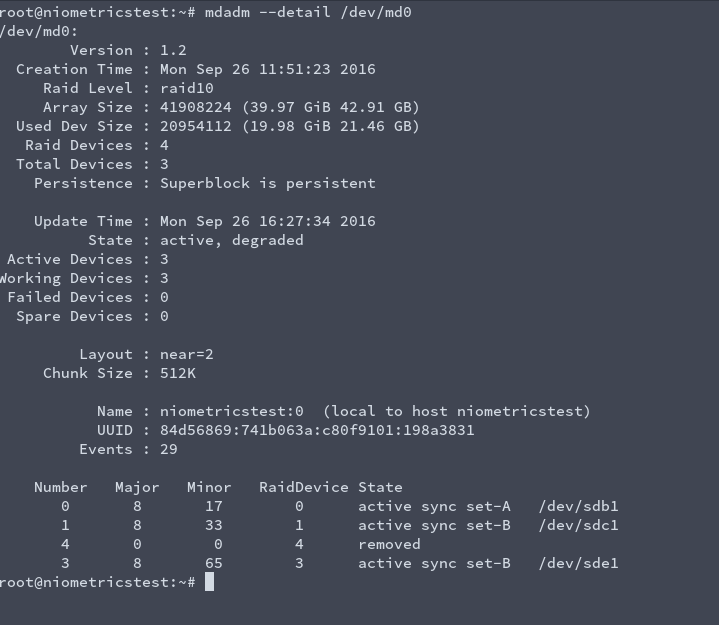 root@niometricstest:~# mdadm --detail /dev/md0
/dev/md0:
Version : 1.2
Creation Time : Mon Sep 26 11:51:23 2016
Raid Level : raid10
Array Size : 41908224 (39.97 GiB 42.91 GB)
Used Dev Size : 20954112 (19.98 GiB 21.46 GB)
Raid Devices : 4
Total Devices : 3
Persistence : Superblock is persistent
Update Time : Mon Sep 26 16:27:34 2016
State : active, degraded
Active Devices : 3
Working Devices : 3
Failed Devices : 0
Spare Devices : 0
Layout : near=2
Chunk Size : 512K
Name : niometricstest:0  (local to host niometricstest)
UUID : 84d56869:741b063a:c80f9101:198a3831
Events : 29
Number   Major   Minor   RaidDevice State
0        8       17        0      active sync set-A   /dev/sdb1
1        8       33        1      active sync set-B   /dev/sdc1
4        0        0        4      removed
3        8       65        3      active sync set-B   /dev/sde1
root@niometricstest:~#